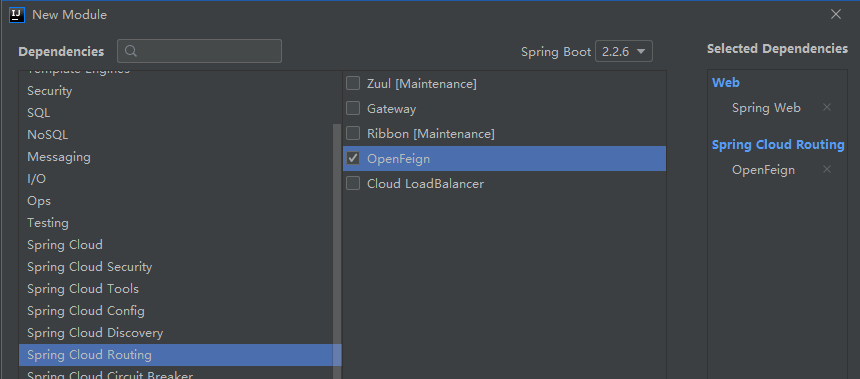 IJ New Module
Dependencies
Spring Boot 2.2.6
Selected Dependencies
Template Engines
Security
SQL
NoSQL
Messaging
I/O
Ops
Testing
Spring Cloud
Spring Cloud Security
Spring Cloud Tools
Spring Cloud Config
Spring Cloud Discovery
Spring Cloud Routing
Spring Cloud Circuit Breaker
Zuul [Maintenance]
Gateway
Ribbon [Maintenance]
OpenFeign
Cloud LoadBalancer
Web
Spring Web
Spring Cloud Routing
OpenFeign